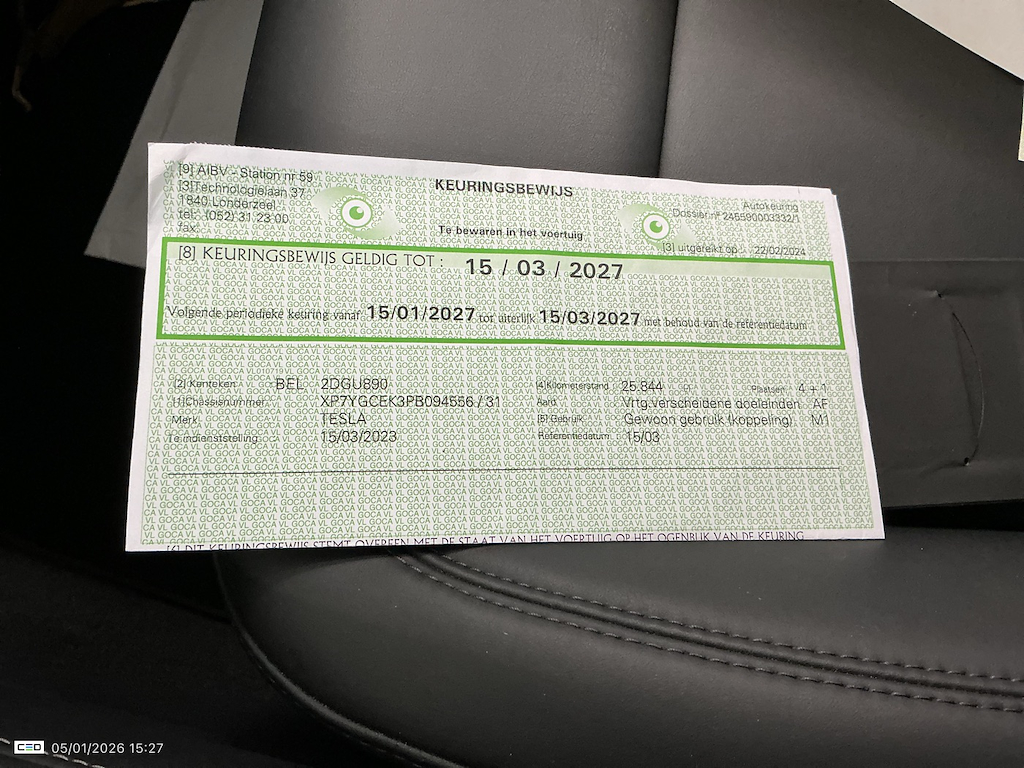 [9] AIBV - Station nr 59
[3]Technologielaan 37
1840 Londerzeel
tel: (052) 31 23 00
fax:
KEURINGSBEWIJS
Te bewaren in het voertuig
Autokeuring
Dossier nº 245590003332/1
[3] uitgereikt op : 22/02/2024
[8] KEURINGSBEWIJS GELDIG TOT : 15 / 03 / 2027
Volgende periodieke keuring vanaf 15/01/2027 tot uiterlijk 15/03/2027 met behoud van de referentiedatum
[2] Kenteken BEL 2DGU890 [4]Kilometerstand 25.844 Plaatsen 4 + 1
[1]Chassisnummer XP7YGCEK3PB094556 / 31 Aard Vrtg.verscheidene doeleinden AF
Merk TESLA [5]Gebruik Gewoon gebruik (koppeling) M1
Te indienststelling 15/03/2023 Referentiedatum 15/03
DIT KEURINGSBEWIJS STEMT OVEREEN MET DE STAAT VAN HET VOERTUIG OP HET OGENBLIK VAN DE KEURING
CEO 05/01/2026 15:27